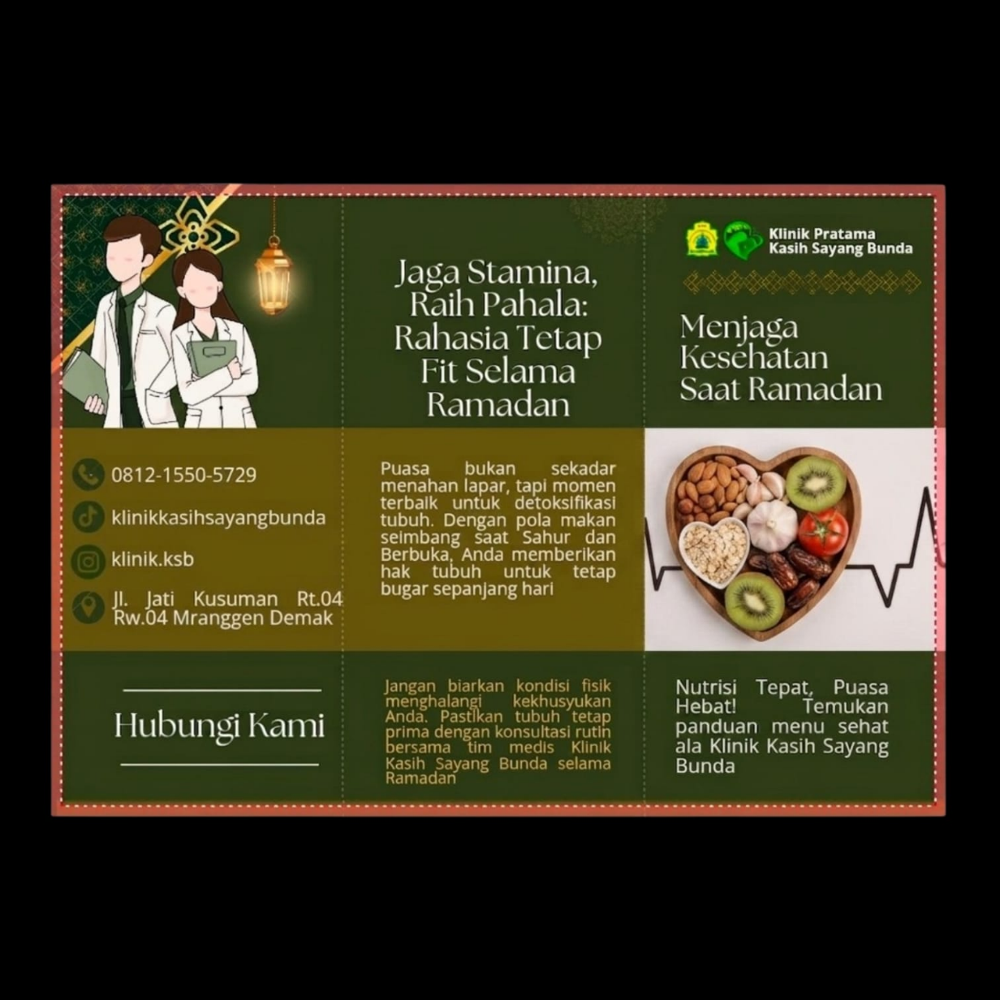 0812-1550-5729
klinikkasihsayangbunda
klinik.ksb
Jl. Jati Kusuman Rt.04
Rw.04 Mranggen Demak
Hubungi Kami
Jaga Stamina,
Raih Pahala:
Rahasia Tetap
Fit Selama
Ramadan
Puasa bukan sekadar
menahan lapar, tapi momen
terbaik untuk detoksifikasi
tubuh. Dengan pola makan
seimbang saat Sahur dan
Berbuka, Anda memberikan
hak tubuh untuk tetap
bugar sepanjang hari
Jangan biarkan kondisi fisik
menghalangi kekhusyukan
Anda. Pastikan tubuh tetap
prima dengan konsultasi rutin
bersama tim medis Klinik
Kasih Sayang Bunda selama
Ramadan
Klinik Pratama
Kasih Sayang Bunda
Menjaga
Kesehatan
Saat Ramadan
Nutrisi Tepat, Puasa
Hebat! Temukan
panduan menu sehat
ala Klinik Kasih Sayang
Bunda